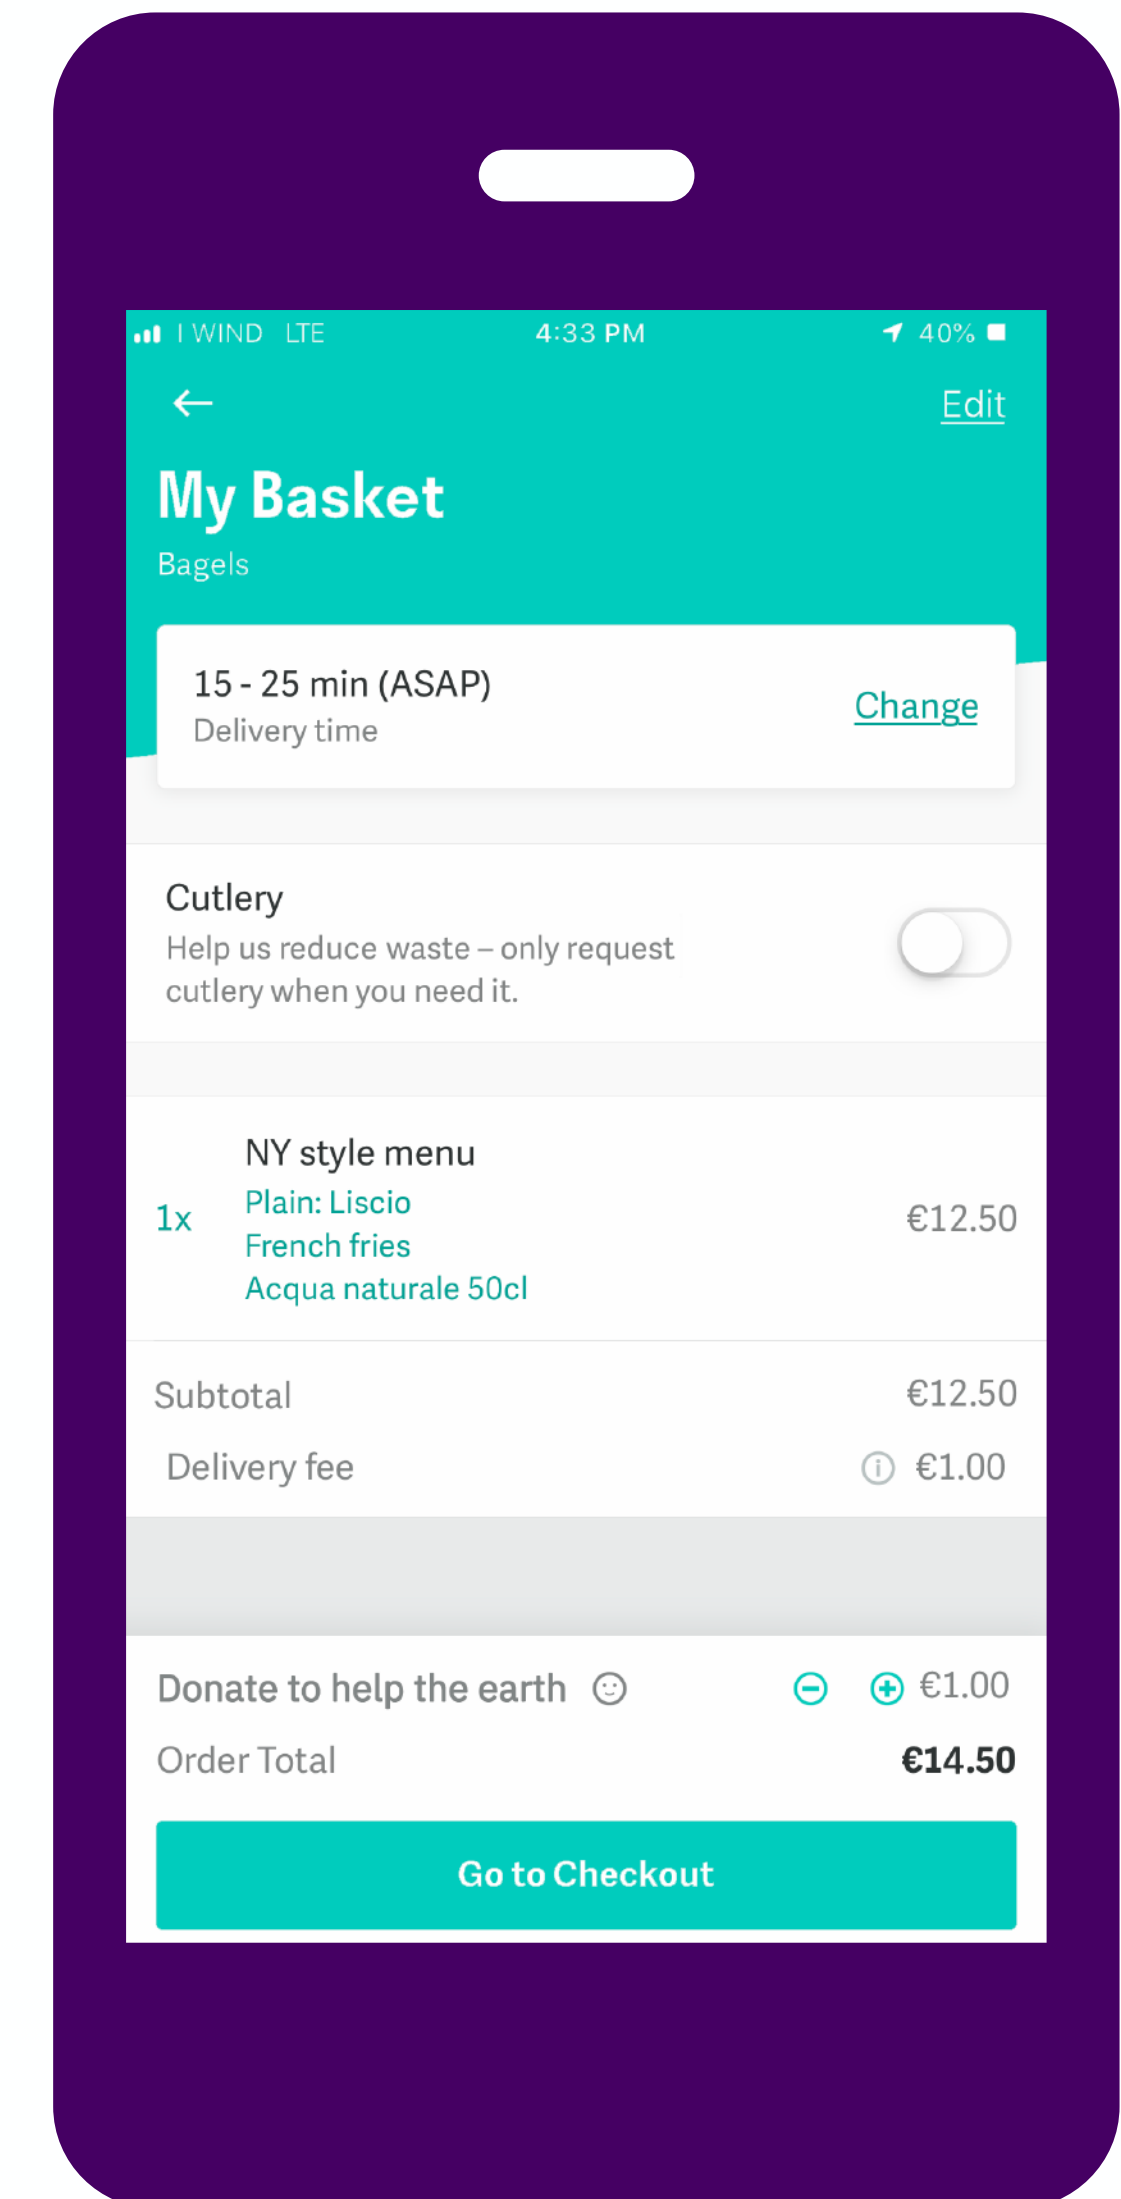 I WIND LTE 4:33 PM 40%
Edit
My Basket
Bagels
15 - 25 min (ASAP)
Delivery time
Change
Cutlery
Help us reduce waste – only request
cutlery when you need it.
NY style menu
1x
Plain: Liscio
French fries
Acqua naturale 50cl
€12.50
Subtotal €12.50
Delivery fee €1.00
Donate to help the earth €1.00
Order Total €14.50
Go to Checkout